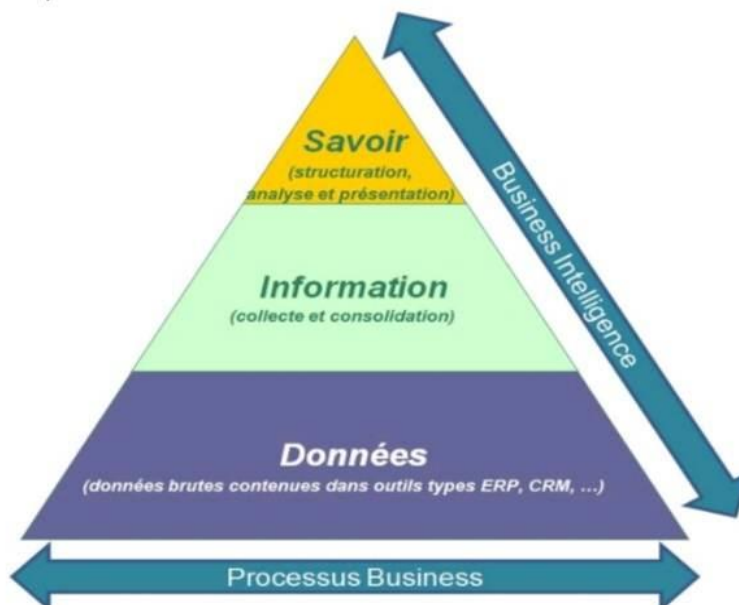 Savoir
(structuration,
analyse et présentation)
Information
(collecte et consolidation)
Données
(données brutes contenues dans outils types ERP, CRM, …)
Business Intelligence
Processus Business